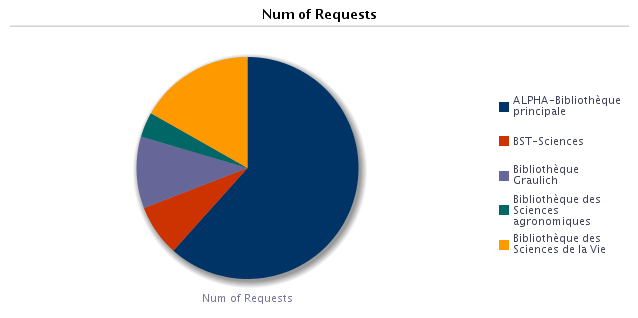 Num of Requests
ALPHA-Bibliothèque
principale
BST-Sciences
Bibliothèque
Graulich
Bibliothèque des
Sciences
agronomiques
Bibliothèque des
Sciences de la Vie
Num of Requests